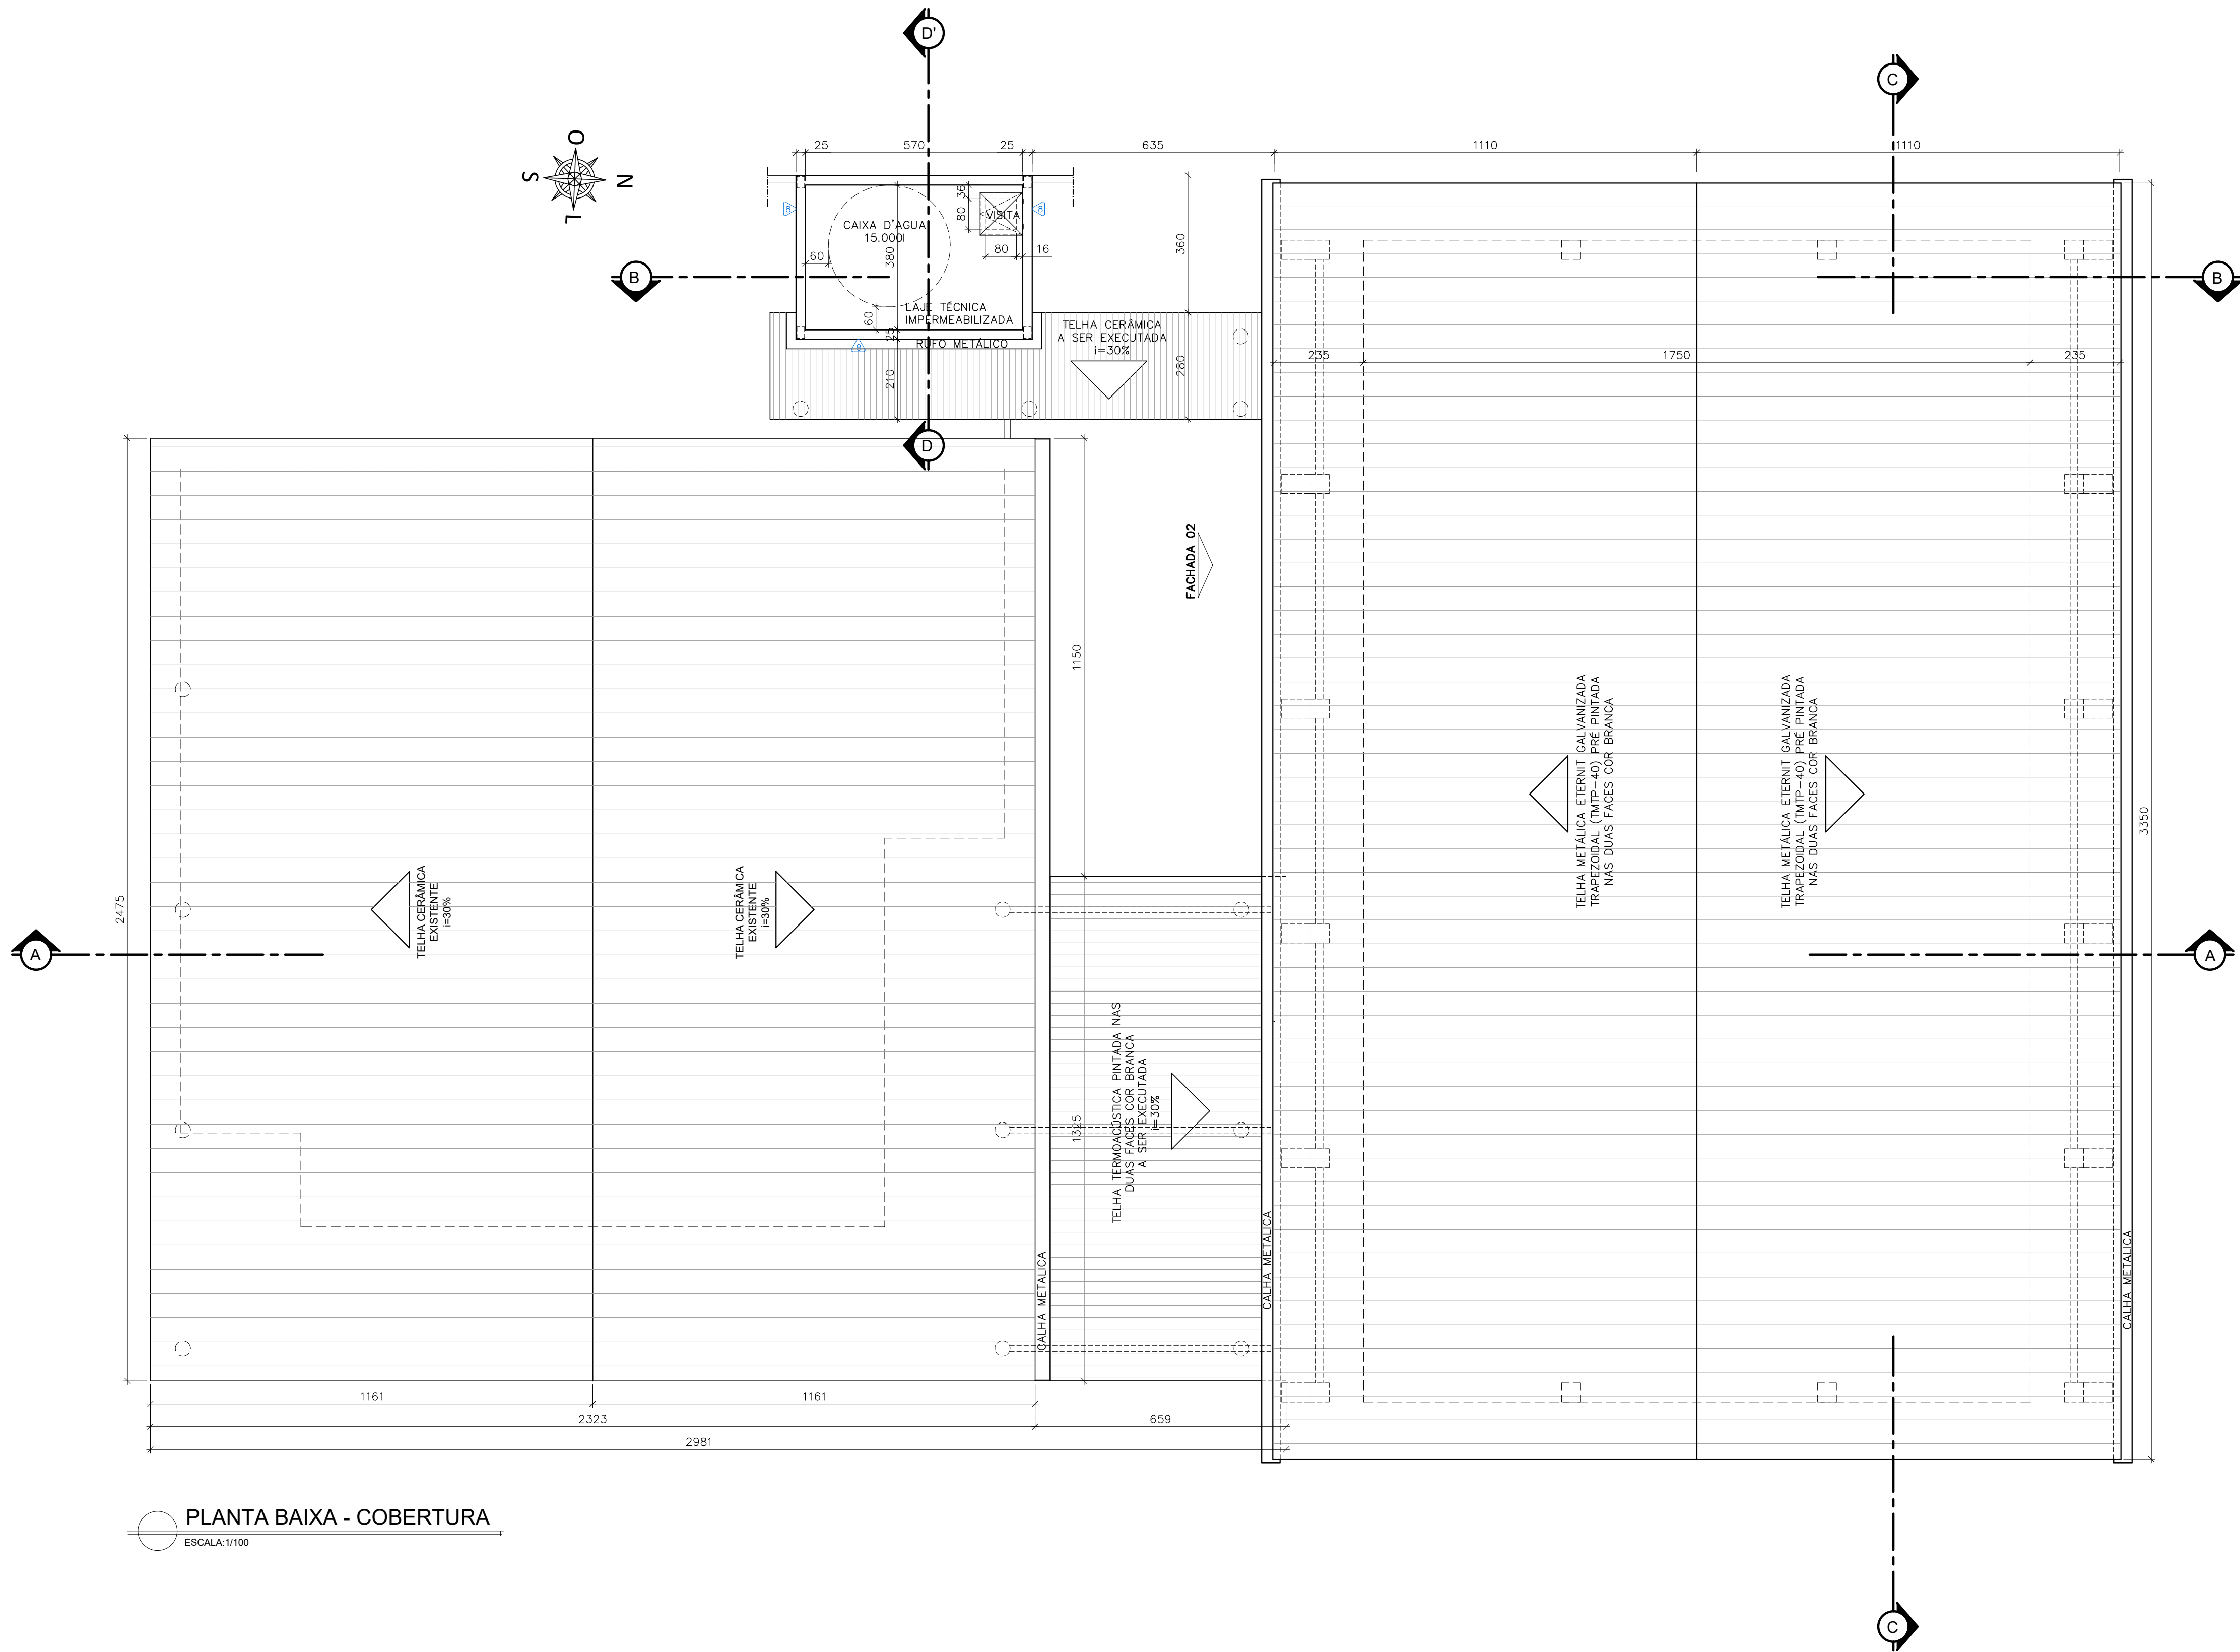 D'
C
O
S
N
L
25
570
25
635
1110
1110
36
80
VISITA
CAIXA D'AGUA
15.000l
380
60
80
16
360
B
B
LAJE TÉCNICA
IMPERMEABILIZADA
60
25
RUFO METÁLICO
TELHA CERÂMICA
A SER EXECUTADA
i=30%
210
280
235
1750
235
D
FACHADA 02
1150
TELHA METÁLICA ETERNIT GALVANIZADA
TRAPEZOIDAL (TMTP-40) PRÉ PINTADA
NAS DUAS FACES COR BRANCA
TELHA METÁLICA ETERNIT GALVANIZADA
TRAPEZOIDAL (TMTP-40) PRÉ PINTADA
NAS DUAS FACES COR BRANCA
3350
2475
TELHA CERÂMICA
EXISTENTE
i=30%
TELHA CERÂMICA
EXISTENTE
i=30%
A
A
TELHA TERMOACÚSTICA PINTADA NAS
DUAS FACES COR BRANCA
A SER EXECUTADA
i=30%
1325
CALHA METALICA
CALHA METALICA
CALHA METALICA
1161
1161
2323
659
2981
PLANTA BAIXA - COBERTURA
ESCALA:1/100
C